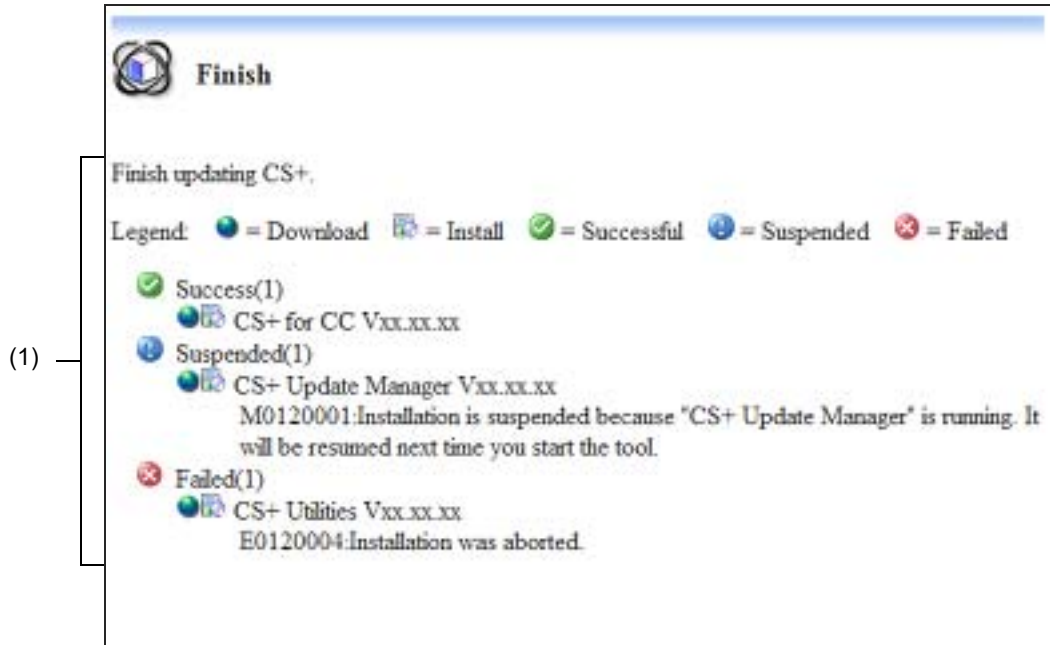 Finish
Finish updating CS+.
Legend: = Download = Install = Successful = Suspended = Failed
Success(1)
CS+ for CC Vxx.xx.xx
(1)
Suspended(1)
CS+ Update Manager Vxx.xx.xx
M0120001:Installation is suspended because "CS+ Update Manager" is running. It
will be resumed next time you start the tool.
Failed(1)
CS+ Utilities Vxx.xx.xx
E0120004:Installation was aborted.